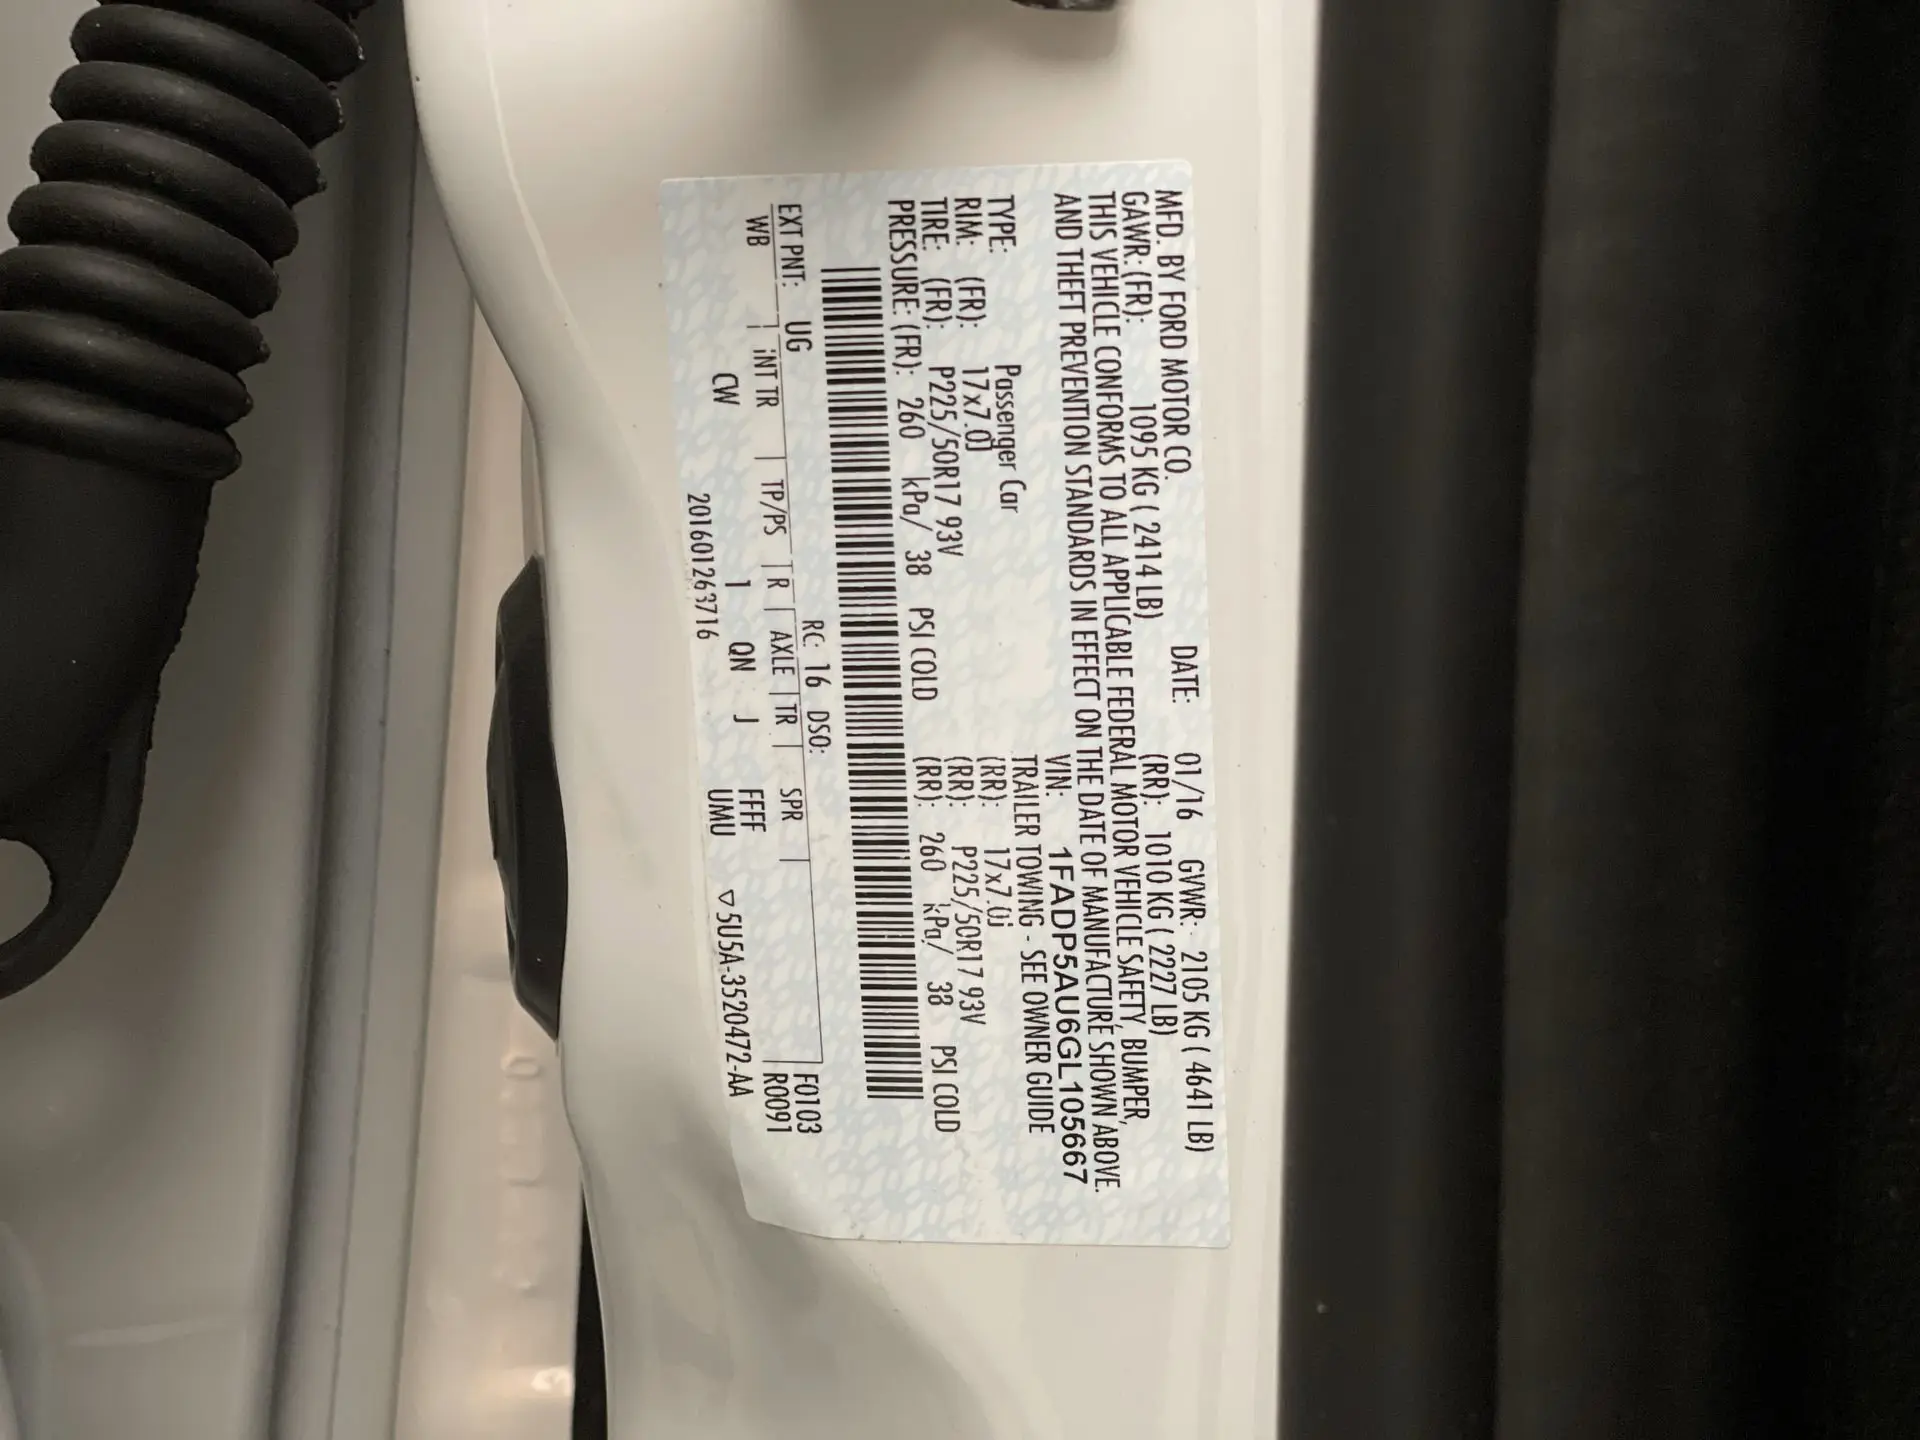 MFD. BY FORD MOTOR CO. DATE: 01/16 GVWR: 2105 KG ( 4641 LB)
GAWR: (FR): 1095 KG ( 2414 LB) (RR): 1010 KG ( 2227 LB)
THIS VEHICLE CONFORMS TO ALL APPLICABLE FEDERAL MOTOR VEHICLE SAFETY, BUMPER,
AND THEFT PREVENTION STANDARDS IN EFFECT ON THE DATE OF MANUFACTURE SHOWN ABOVE.
VIN: 1FADP5AU6GL105667
TYPE: Passenger Car TRAILER TOWING - SEE OWNER GUIDE
RIM: (FR): 17x7.0J (RR): 17x7.0J
TIRE: (FR): P225/50R17 93V (RR): P225/50R17 93V
PRESSURE: (FR): 260 kPa/ 38 PSI COLD (RR): 260 kPa/ 38 PSI COLD
EXT PNT: UG RC: 16 DSO: F0103
WB INT TR TP/PS R AXLE TR SPR R0091
CW 1 QN J FFFF
UMU
201601263716 ▽5U5A-3520472-AA